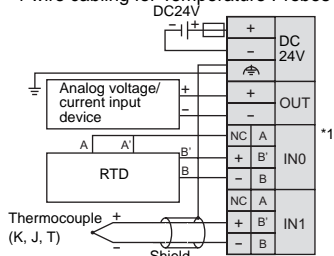 4-wire cabling for Temperature Probes
DC24V
− + + DC 24V
−
Analog voltage/ current input device + + OUT
− −
A A' NC A *1
RTD B' + B' IN0
B − B
NC A
Thermocouple (K, J, T) + + B' IN1
− − B
Shield